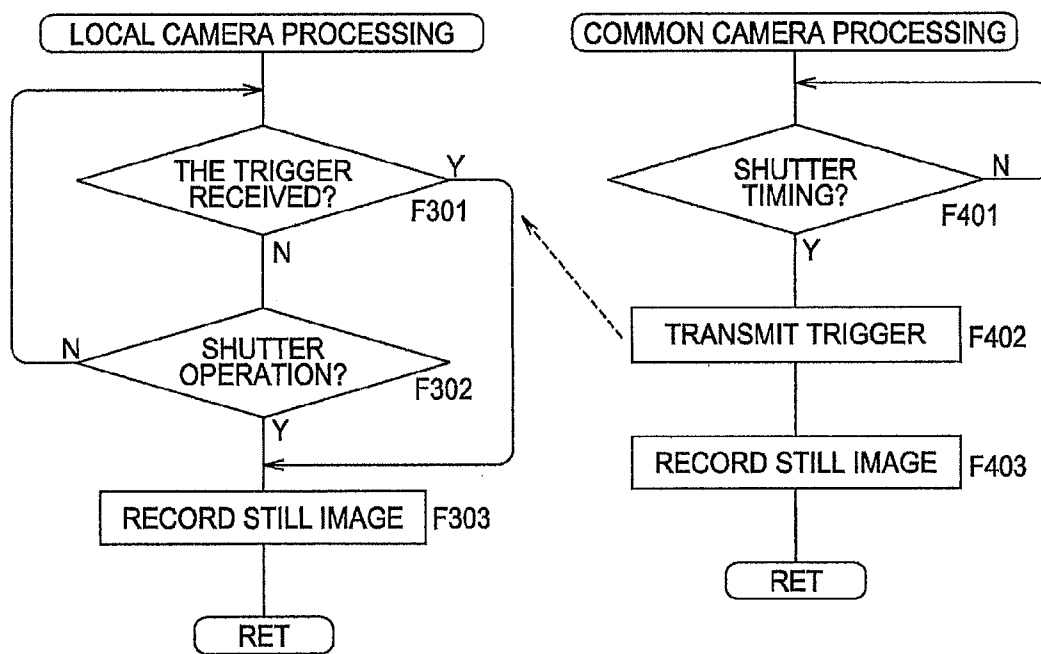 LOCAL CAMERA PROCESSING
THE TRIGGER
RECEIVED?
Y
F301
N
SHUTTER
OPERATION?
N
F302
Y
RECORD STILL IMAGE
F303
RET
COMMON CAMERA PROCESSING
SHUTTER
TIMING?
N
F401
Y
TRANSMIT TRIGGER
F402
RECORD STILL IMAGE
F403
RET